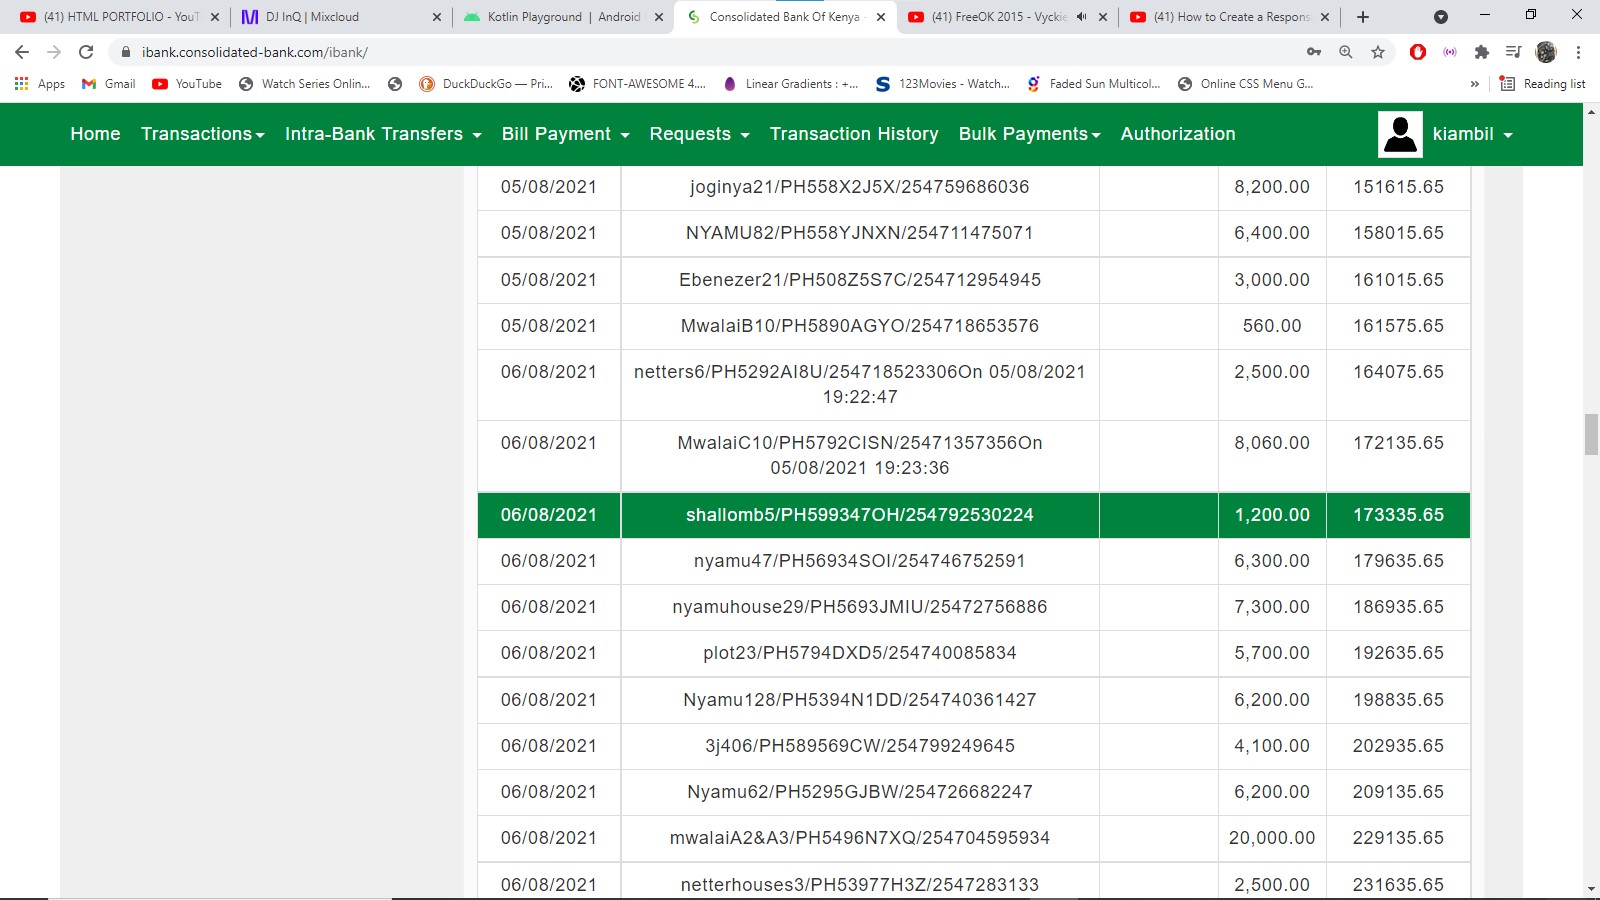 (41) HTML PORTFOLIO - YouT
DJ InQ | Mixcloud
Kotlin Playground | Android
Consolidated Bank Of Kenya -
(41) FreeOK 2015 - Vyckie
(41) How to Create a Respons
ibank.consolidated-bank.com/ibank/
Apps
Gmail
YouTube
Watch Series Onlin...
DuckDuckGo — Pri...
FONT-AWESOME 4....
Linear Gradients : +...
123Movies - Watch...
Faded Sun Multicol...
Online CSS Menu G...
»
Reading list
Home Transactions Intra-Bank Transfers Bill Payment Requests Transaction History Bulk Payments Authorization kiambil
05/08/2021 joginya21/PH558X2J5X/254759686036 8,200.00 151615.65
05/08/2021 NYAMU82/PH558YJNXN/254711475071 6,400.00 158015.65
05/08/2021 Ebenezer21/PH508Z5S7C/254712954945 3,000.00 161015.65
05/08/2021 MwalaiB10/PH5890AGYO/254718653576 560.00 161575.65
06/08/2021 netters6/PH5292AI8U/254718523306On 05/08/2021 2,500.00 164075.65
19:22:47
06/08/2021 MwalaiC10/PH5792CISN/25471357356On 8,060.00 172135.65
05/08/2021 19:23:36
06/08/2021 shallomb5/PH599347OH/254792530224 1,200.00 173335.65
06/08/2021 nyamu47/PH56934SOI/254746752591 6,300.00 179635.65
06/08/2021 nyamuhouse29/PH5693JMIU/25472756886 7,300.00 186935.65
06/08/2021 plot23/PH5794DXD5/254740085834 5,700.00 192635.65
06/08/2021 Nyamu128/PH5394N1DD/254740361427 6,200.00 198835.65
06/08/2021 3j406/PH589569CW/254799249645 4,100.00 202935.65
06/08/2021 Nyamu62/PH5295GJBW/254726682247 6,200.00 209135.65
06/08/2021 mwalaiA2&A3/PH5496N7XQ/254704595934 20,000.00 229135.65
06/08/2021 netterhouses3/PH53977H3Z/2547283133 2,500.00 231635.65